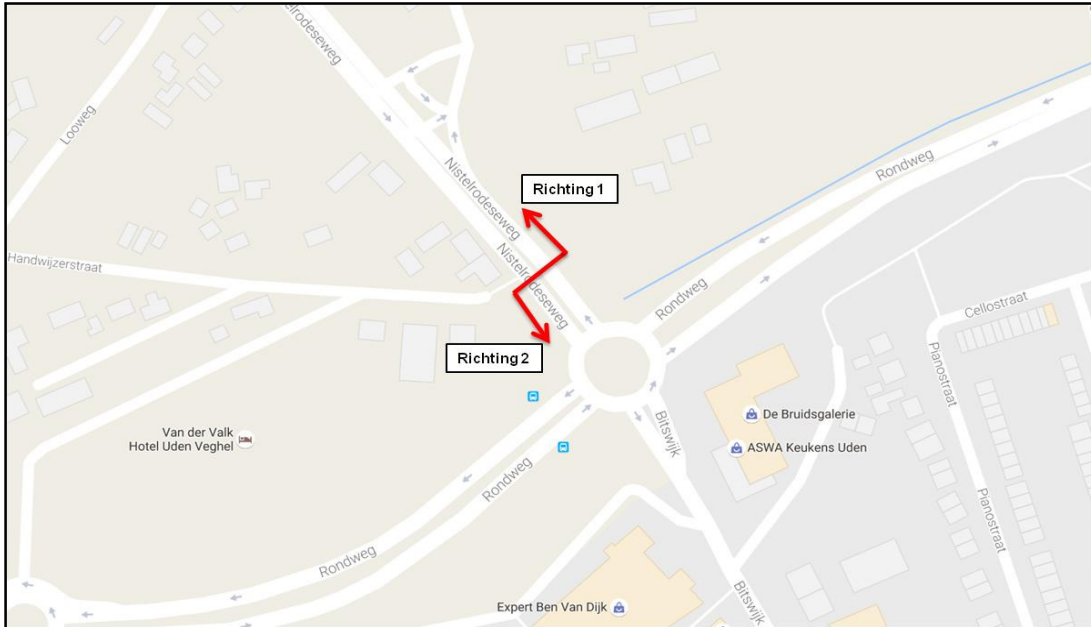 telrodeseweg
Nistelrodeseweg
Looweg
Rondweg
Richting 1
Nistelrodeseweg
Handwijzerstraat
Nistelrodeseweg
Rondweg
Cellostraat
Richting 2
Pianostraat
Bitswijk
De Bruidsgalerie
Van der Valk
Hotel Uden Veghel
ASWA Keukens Uden
Rondweg
Pianostraat
Rondweg
Bitswijk
Expert Ben Van Dijk